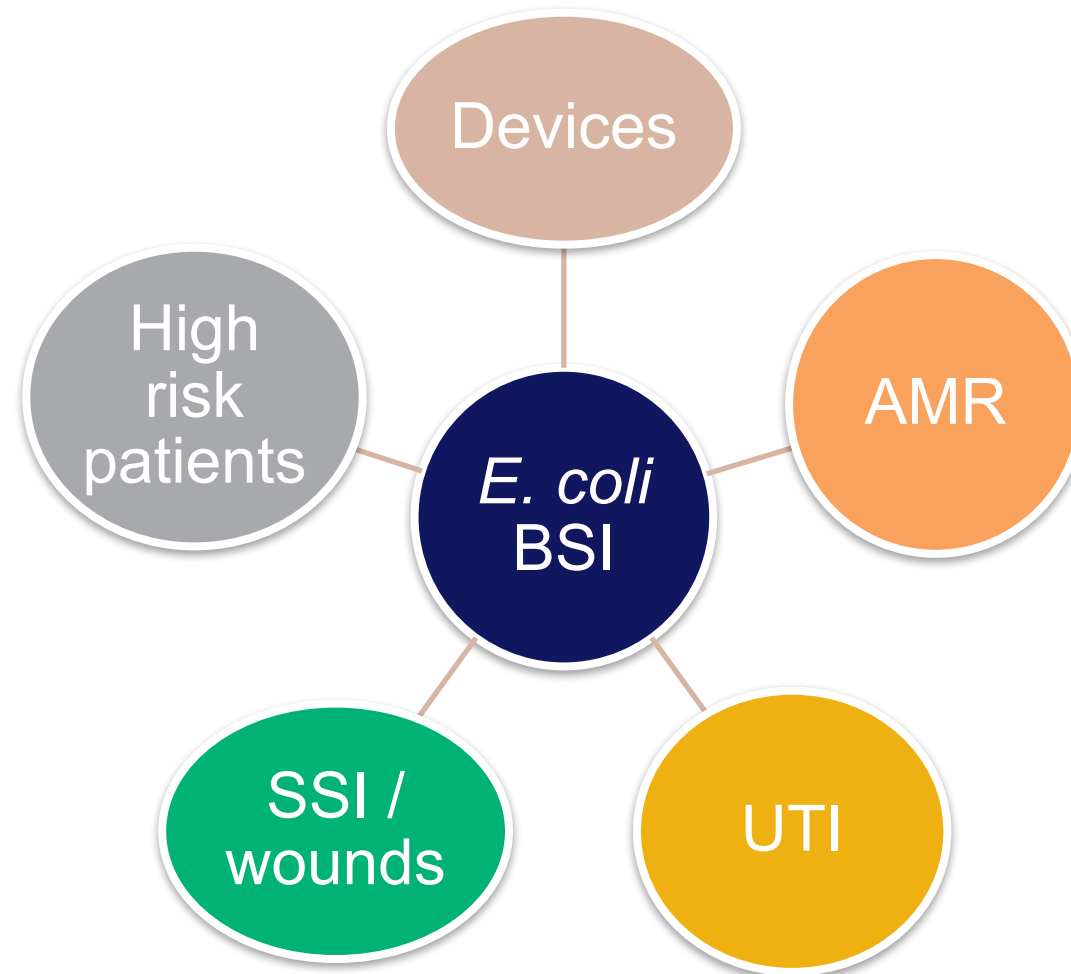 Devices
High
risk
patients
AMR
E. coli
BSI
SSI /
wounds
UTI